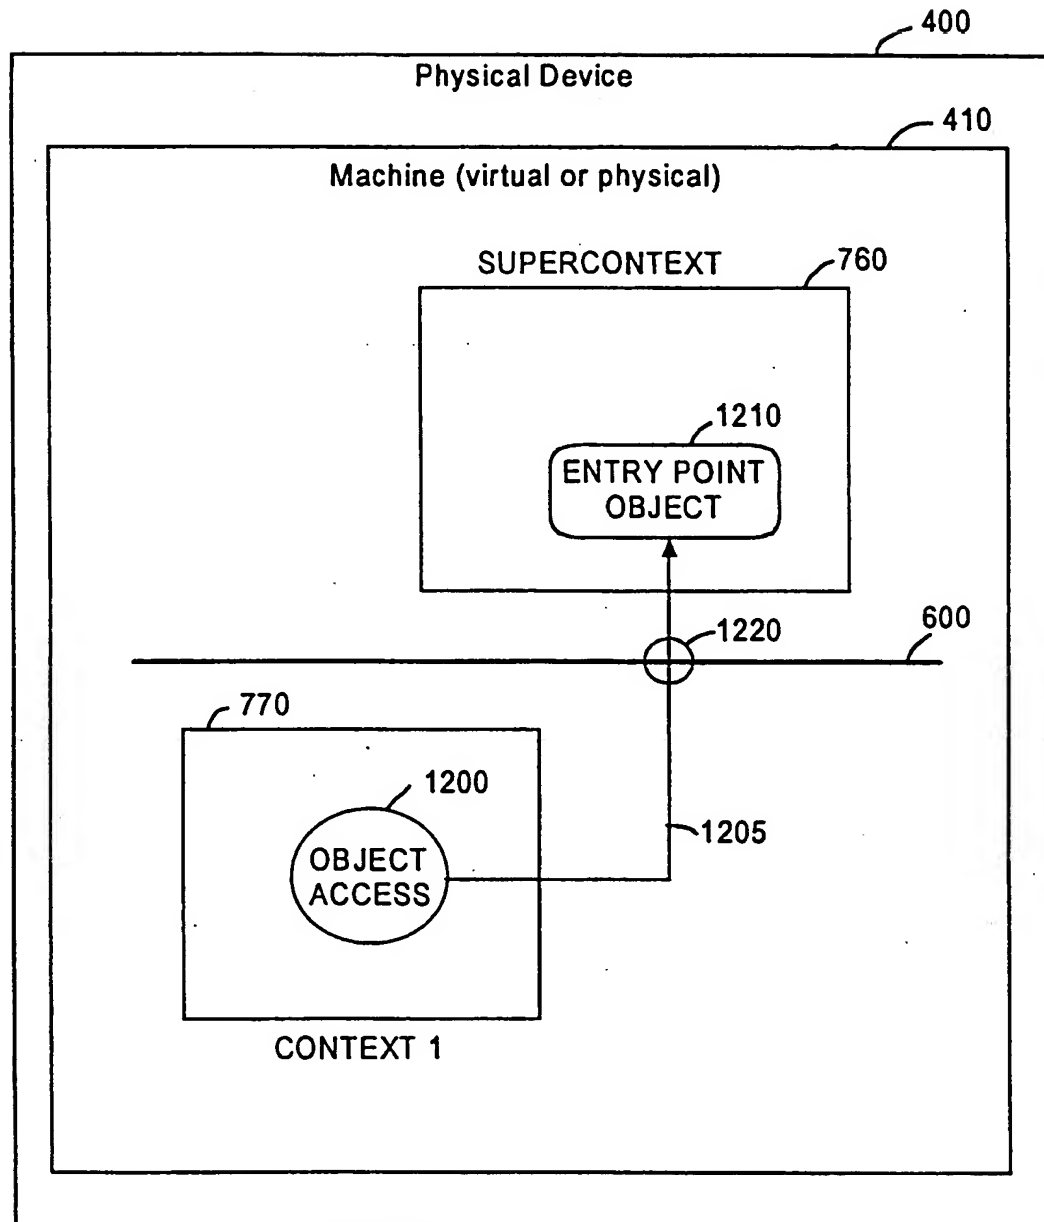 400
Physical Device
410
Machine (virtual or physical)
SUPERCONTEXT
760
1210
ENTRY POINT
OBJECT
1220
600
770
1200
OBJECT
ACCESS
1205
CONTEXT 1